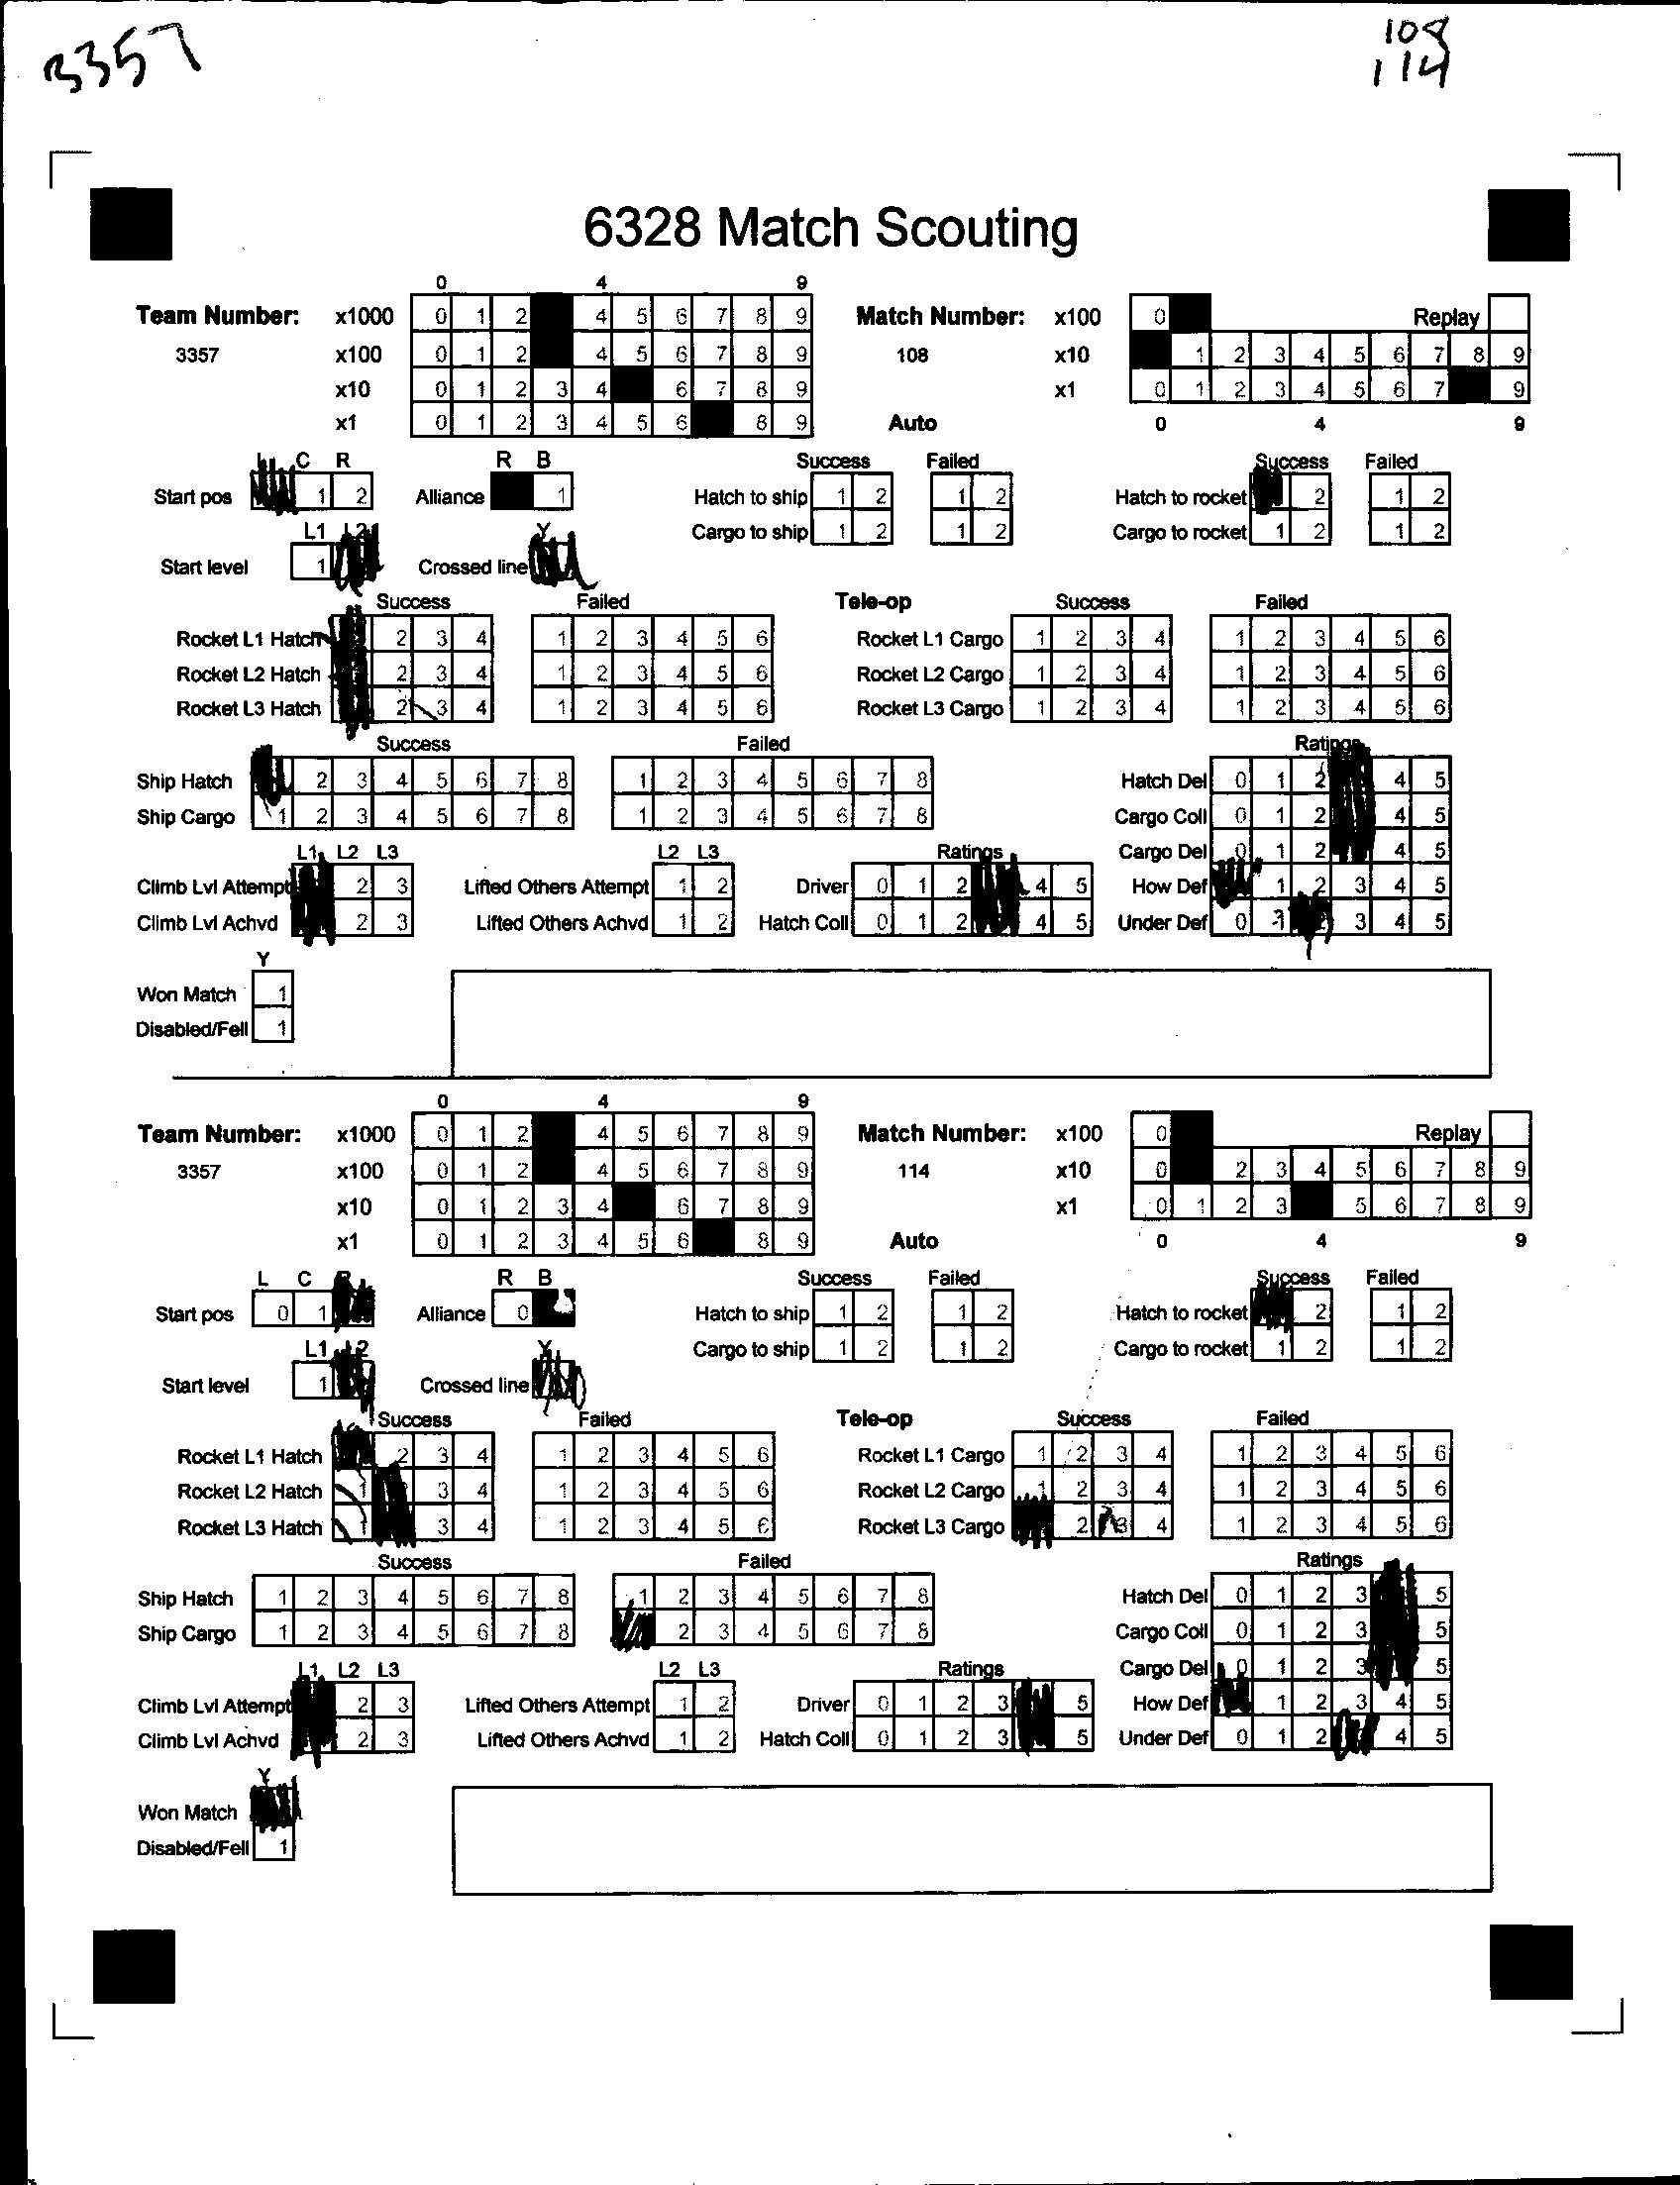 3357
108
114
6328 Match Scouting
0 4 9
Team Number: x1000 0 1 2 4 5 6 7 8 9 Match Number: x100 0 Replay
3357 x100 0 1 2 4 5 6 7 8 9 108 x10 1 2 3 4 5 6 7 8 9
x10 0 1 2 3 4 6 7 8 9 x1 0 1 2 3 4 5 6 7 9
x1 0 1 2 3 4 5 6 8 9 Auto 0 4 9
C R R B Success Failed Success Failed
Start pos 1 2 Alliance 1 Hatch to ship 1 2 1 2 Hatch to rocket 2 1 2
L1 L2 Y Cargo to ship 1 2 1 2 Cargo to rocket 1 2 1 2
Start level 1 Crossed line
Success Failed Tele-op Success Failed
Rocket L1 Hatch 2 3 4 1 2 3 4 5 6 Rocket L1 Cargo 1 2 3 4 1 2 3 4 5 6
Rocket L2 Hatch 2 3 4 1 2 3 4 5 6 Rocket L2 Cargo 1 2 3 4 1 2 3 4 5 6
Rocket L3 Hatch 2 3 4 1 2 3 4 5 6 Rocket L3 Cargo 1 2 3 4 1 2 3 4 5 6
Success Failed Ratings
Ship Hatch 2 3 4 5 6 7 8 1 2 3 4 5 6 7 8 Hatch Del 0 1 2 4 5
Ship Cargo 1 2 3 4 5 6 7 8 1 2 3 4 5 6 7 8 Cargo Coll 0 1 2 4 5
L1 L2 L3 L2 L3 Ratings Cargo Del 0 1 2 4 5
Climb Lvl Attempt 2 3 Lifted Others Attempt 1 2 Driver 0 1 2 4 5 How Def 1 2 3 4 5
Climb Lvl Achvd 2 3 Lifted Others Achvd 1 2 Hatch Coll 0 1 2 4 5 Under Def 0 1 3 4 5
Y
Won Match 1
Disabled/Fell 1
0 4 9
Team Number: x1000 0 1 2 4 5 6 7 8 9 Match Number: x100 0 Replay
3357 x100 0 1 2 4 5 6 7 8 9 114 x10 0 2 3 4 5 6 7 8 9
x10 0 1 2 3 4 6 7 8 9 x1 0 1 2 3 5 6 7 8 9
x1 0 1 2 3 4 5 6 8 9 Auto 0 4 9
L C R R B Success Failed Success Failed
Start pos 0 1 Alliance 0 Hatch to ship 1 2 1 2 Hatch to rocket 2 1 2
L1 L2 Y Cargo to ship 1 2 1 2 Cargo to rocket 1 2 1 2
Start level 1 Crossed line
Success Failed Tele-op Success Failed
Rocket L1 Hatch 2 3 4 1 2 3 4 5 6 Rocket L1 Cargo 1 2 3 4 1 2 3 4 5 6
Rocket L2 Hatch 1 3 4 1 2 3 4 5 6 Rocket L2 Cargo 1 2 3 4 1 2 3 4 5 6
Rocket L3 Hatch 1 3 4 1 2 3 4 5 6 Rocket L3 Cargo 2 3 4 1 2 3 4 5 6
Success Failed Ratings
Ship Hatch 1 2 3 4 5 6 7 8 1 2 3 4 5 6 7 8 Hatch Del 0 1 2 3 5
Ship Cargo 1 2 3 4 5 6 7 8 2 3 4 5 6 7 8 Cargo Coll 0 1 2 3 5
L1 L2 L3 L2 L3 Ratings Cargo Del 0 1 2 3 5
Climb Lvl Attempt 2 3 Lifted Others Attempt 1 2 Driver 0 1 2 3 5 How Def 1 2 3 4 5
Climb Lvl Achvd 2 3 Lifted Others Achvd 1 2 Hatch Coll 0 1 2 3 5 Under Def 0 1 2 4 5
Y
Won Match
Disabled/Fell 1